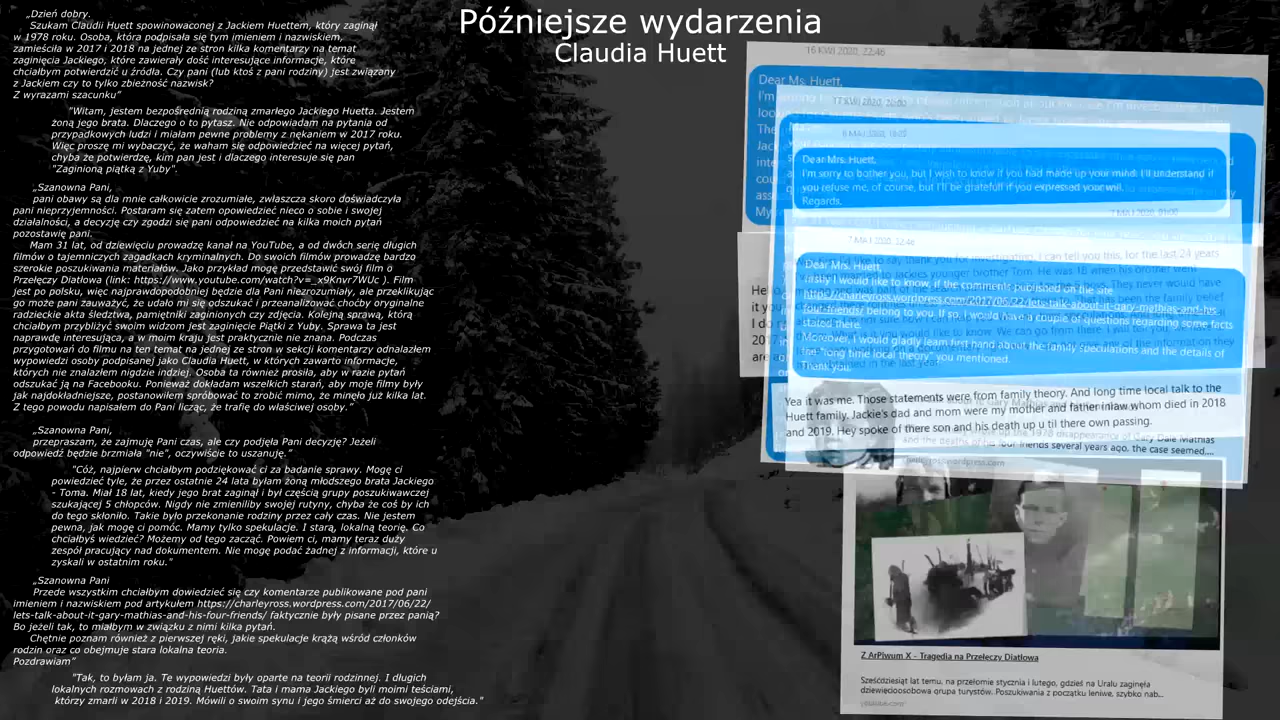 Późniejsze wydarzenia
Claudia Huett
„Dzień dobry.
Szukam Claudii Huett spowinowaconej z Jackiem Huettem, który zaginął
w 1978 roku. Osoba, która podpisała się tym imieniem i nazwiskiem,
zamieściła w 2017 i 2018 na jednej ze stron kilka komentarzy na temat
zaginięcia Jackiego, które zawierały dość interesujące informacje, które
chciałbym potwierdzić u źródła. Czy pani (lub ktoś z pani rodziny) jest związany
z Jackiem czy to tylko zbieżność nazwisk?
Z wyrazami szacunku”
"Witam, jestem bezpośrednią rodziną zmarłego Jackiego Huetta. Jestem
żoną jego brata. Dlaczego o to pytasz. Nie odpowiadam na pytania od
przypadkowych ludzi i miałam pewne problemy z nękaniem w 2017 roku.
Więc proszę mi wybaczyć, że waham się odpowiedzieć na więcej pytań,
chyba że potwierdzę, kim pan jest i dlaczego interesuje się pan
"Zaginioną piątką z Yuby".
„Szanowna Pani,
pani obawy są dla mnie całkowicie zrozumiałe, zwłaszcza skoro doświadczyła
pani nieprzyjemności. Postaram się zatem opowiedzieć nieco o sobie i swojej
działalności, a decyzję czy zgodzi się pani odpowiedzieć na kilka moich pytań
pozostawię pani.
Mam 31 lat, od dziewięciu prowadzę kanał na YouTube, a od dwóch serię długich
filmów o tajemniczych zagadkach kryminalnych. Do swoich filmów prowadzę bardzo
szerokie poszukiwania materiałów. Jako przykład mogę przedstawić swój film o
Przełęczy Diatłowa (link: https://www.youtube.com/watch?v=_x9Knvr7WUc ). Film
jest po polsku, więc najprawdopodobniej będzie dla Pani niezrozumiały, ale przeklikując
go może pani zauważyć, że udało mi się odszukać i przeanalizować choćby oryginalne
radzieckie akta śledztwa, pamiętniki zaginionych czy zdjęcia. Kolejną sprawą, którą
chciałbym przybliżyć swoim widzom jest zaginięcie Piątki z Yuby. Sprawa ta jest
naprawdę interesująca, a w moim kraju jest praktycznie nie znana. Podczas
przygotowań do filmu na ten temat na jednej ze stron w sekcji komentarzy odnalazłem
wypowiedzi osoby podpisanej jako Claudia Huett, w których zawarto informacje,
których nie znalazłem nigdzie indziej. Osoba ta również prosiła, aby w razie pytań
odszukać ją na Facebooku. Ponieważ dokładam wszelkich starań, aby moje filmy były
jak najdokładniejsze, postanowiłem spróbować to zrobić mimo, że minęło już kilka lat.
Z tego powodu napisałem do Pani licząc, że trafię do właściwej osoby."
„Szanowna Pani,
przepraszam, że zajmuję Pani czas, ale czy podjęła Pani decyzję? Jeżeli
odpowiedź będzie brzmiała "nie", oczywiście to uszanuję.”
"Cóż, najpierw chciałbym podziękować ci za badanie sprawy. Mogę ci
powiedzieć tyle, że przez ostatnie 24 lata byłam żoną młodszego brata Jackiego
- Toma. Miał 18 lat, kiedy jego brat zaginął i był częścią grupy poszukiwawczej
szukającej 5 chłopców. Nigdy nie zmieniliby swojej rutyny, chyba że coś by ich
do tego skłoniło. Takie było przekonanie rodziny przez cały czas. Nie jestem
pewna, jak mogę ci pomóc. Mamy tylko spekulacje. I starą, lokalną teorię. Co
chciałbyś wiedzieć? Możemy od tego zacząć. Powiem ci, mamy teraz duży
zespół pracujący nad dokumentem. Nie mogę podać żadnej z informacji, które u
zyskali w ostatnim roku."
„Szanowna Pani
Przede wszystkim chciałbym dowiedzieć się czy komentarze publikowane pod pani
imieniem i nazwiskiem pod artykułem https://charleyross.wordpress.com/2017/06/22/
lets-talk-about-it-gary-mathias-and-his-four-friends/ faktycznie były pisane przez panią?
Bo jeżeli tak, to miałbym w związku z nimi kilka pytań.
Chętnie poznam również z pierwszej ręki, jakie spekulacje krążą wśród członków
rodzin oraz co obejmuje stara lokalna teoria.
Pozdrawiam”
"Tak, to byłam ja. Te wypowiedzi były oparte na teorii rodzinnej. I długich
lokalnych rozmowach z rodziną Huettów. Tata i mama Jackiego byli moimi teściami,
którzy zmarli w 2018 i 2019. Mówili o swoim synu i jego śmierci aż do swojego odejścia."
16 KWI 2020, 22:46
Dear Ms. Huett,
Dear Mrs. Huett,
I'm sorry to bother you, but I wish to know if you had made up your mind. I'll understand if
you refuse me, of course, but I'll be gratefull if you expressed your will.
Regards.
7 MAJ 2020, 01:00
7 MAJ 2020, 22:46
Dear Mrs. Huett,
Firstly I would like to know, if the comments published on the site
https://charleyross.wordpress.com/2017/06/22/lets-talk-about-it-gary-mathias-and-his-
four-friends/ belong to you. If so, I would have a couple of questions regarding some facts
stated there.
Moreover, I would gladly learn first hand about the family speculations and the details of
the "long time local theory" you mentioned.
Thank you.
Yea it was me. Those statements were from family theory. And long time local talk to the
Huett family. Jackie's dad and mom were my mother and father inlaw whom died in 2018
and 2019. Hey spoke of there son and his death up u til there own passing.
and the deaths of his four friends several years ago, the case seemed....
Z ArPiwum X - Tragedia na Przełęczy Diatłowa
Sześćdziesiąt lat temu, na przełomie stycznia i lutego, gdzieś na Uralu zaginęła
dziewięcioosobowa grupa turystów. Poszukiwania z początku leniwe, szybko nab...
youtube.com